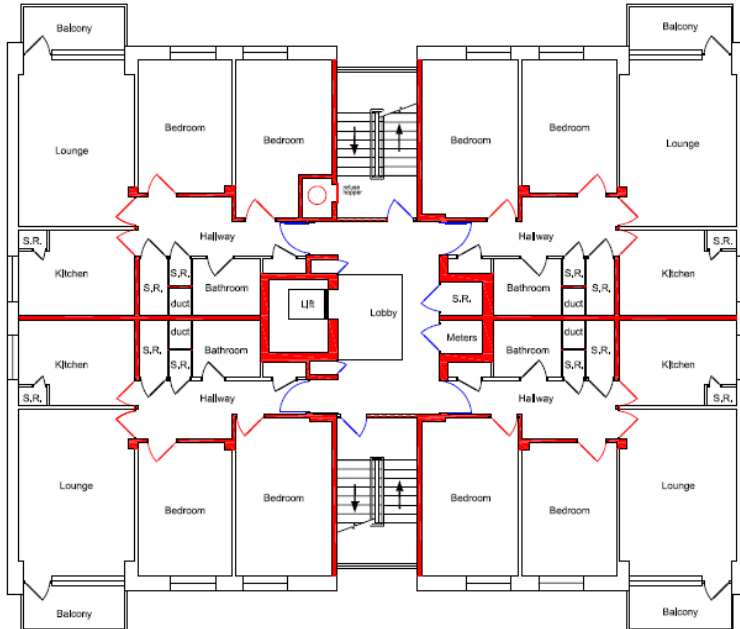 Balcony
Balcony
Bedroom
Bedroom
Bedroom
Bedroom
Lounge
Lounge
refuse
hopper
Hallway
Hallway
S.R.
S.R.
Kitchen
S.R.
S.R.
Bathroom
Bathroom
S.R.
S.R.
Kitchen
duct
Lift
Lobby
S.R.
duct
Kitchen
S.R.
duct
Bathroom
Meters
Bathroom
duct
S.R.
Kitchen
S.R.
S.R.
S.R.
S.R.
Hallway
Hallway
Lounge
Bedroom
Bedroom
Lounge
Bedroom
Bedroom
Balcony
Balcony